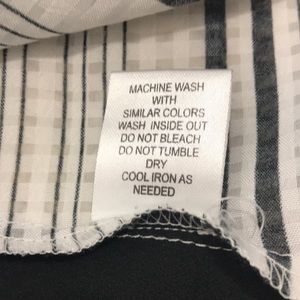 MACHINE WASH
WITH
SIMILAR COLORS
WASH INSIDE OUT
DO NOT BLEACH
DO NOT TUMBLE
DRY
COOL IRON AS
NEEDED